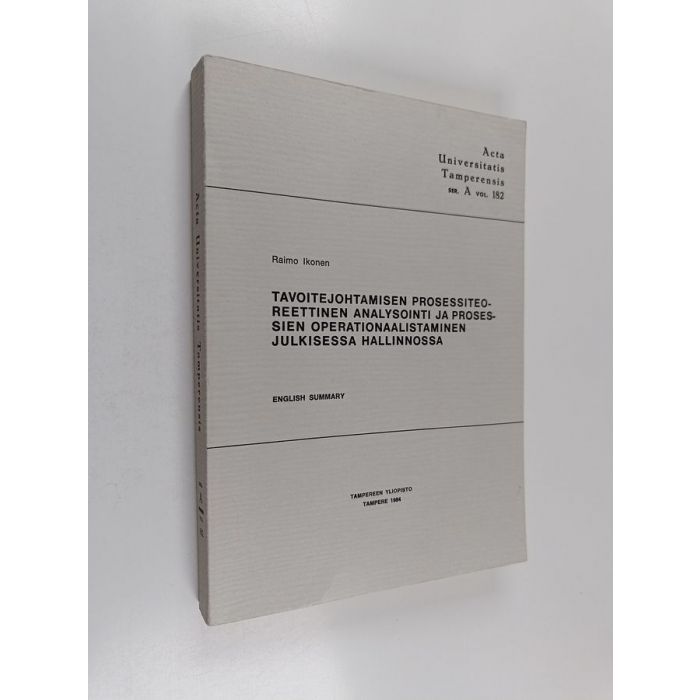 Acta
Universitatis
Tamperensis
SER. A VOL. 182
Raimo Ikonen
TAVOITEJOHTAMISEN PROSESSITEO-
REETTINEN ANALYSOINTI JA PROSES-
SIEN OPERATIONAALISTAMINEN
JULKISESSA HALLINNOSSA
ENGLISH SUMMARY
TAMPEREEN YLIOPISTO
TAMPERE 1984
Acta Universitatis Tamperensis